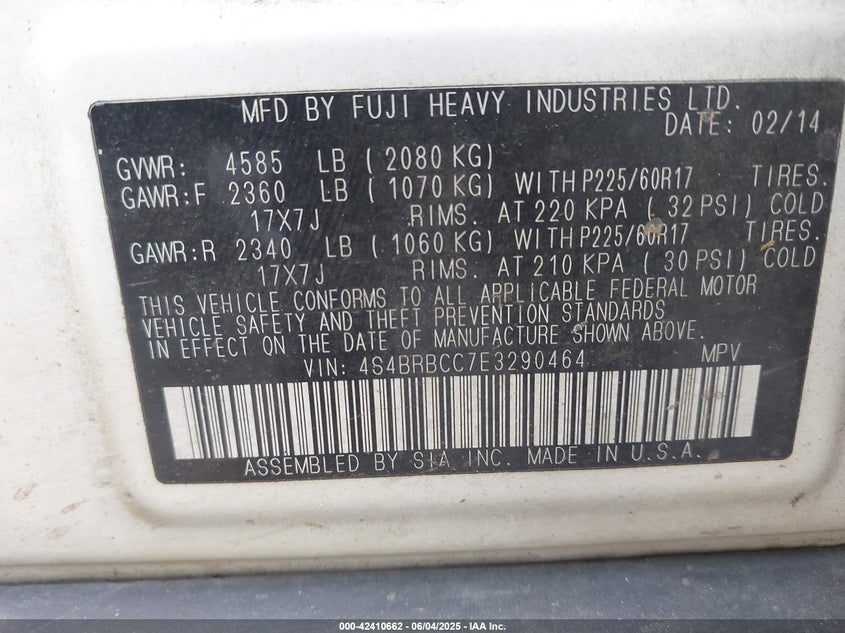 MFD BY FUJI HEAVY INDUSTRIES LTD.
DATE: 02/14
GVWR: 4585 LB ( 2080 KG)
GAWR:F 2360 LB ( 1070 KG) WITH P225/60R17 TIRES.
17X7J RIMS. AT 220 KPA ( 32 PSI) COLD
GAWR:R 2340 LB ( 1060 KG) WITH P225/60R17 TIRES.
17X7J RIMS. AT 210 KPA ( 30 PSI) COLD
THIS VEHICLE CONFORMS TO ALL APPLICABLE FEDERAL MOTOR
VEHICLE SAFETY AND THEFT PREVENTION STANDARDS
IN EFFECT ON THE DATE OF MANUFACTURE SHOWN ABOVE.
VIN: 4S4BRBCC7E3290464 MPV
ASSEMBLED BY SIA INC. MADE IN U.S.A.
000-42410662 - 06/04/2025 - IAA Inc.